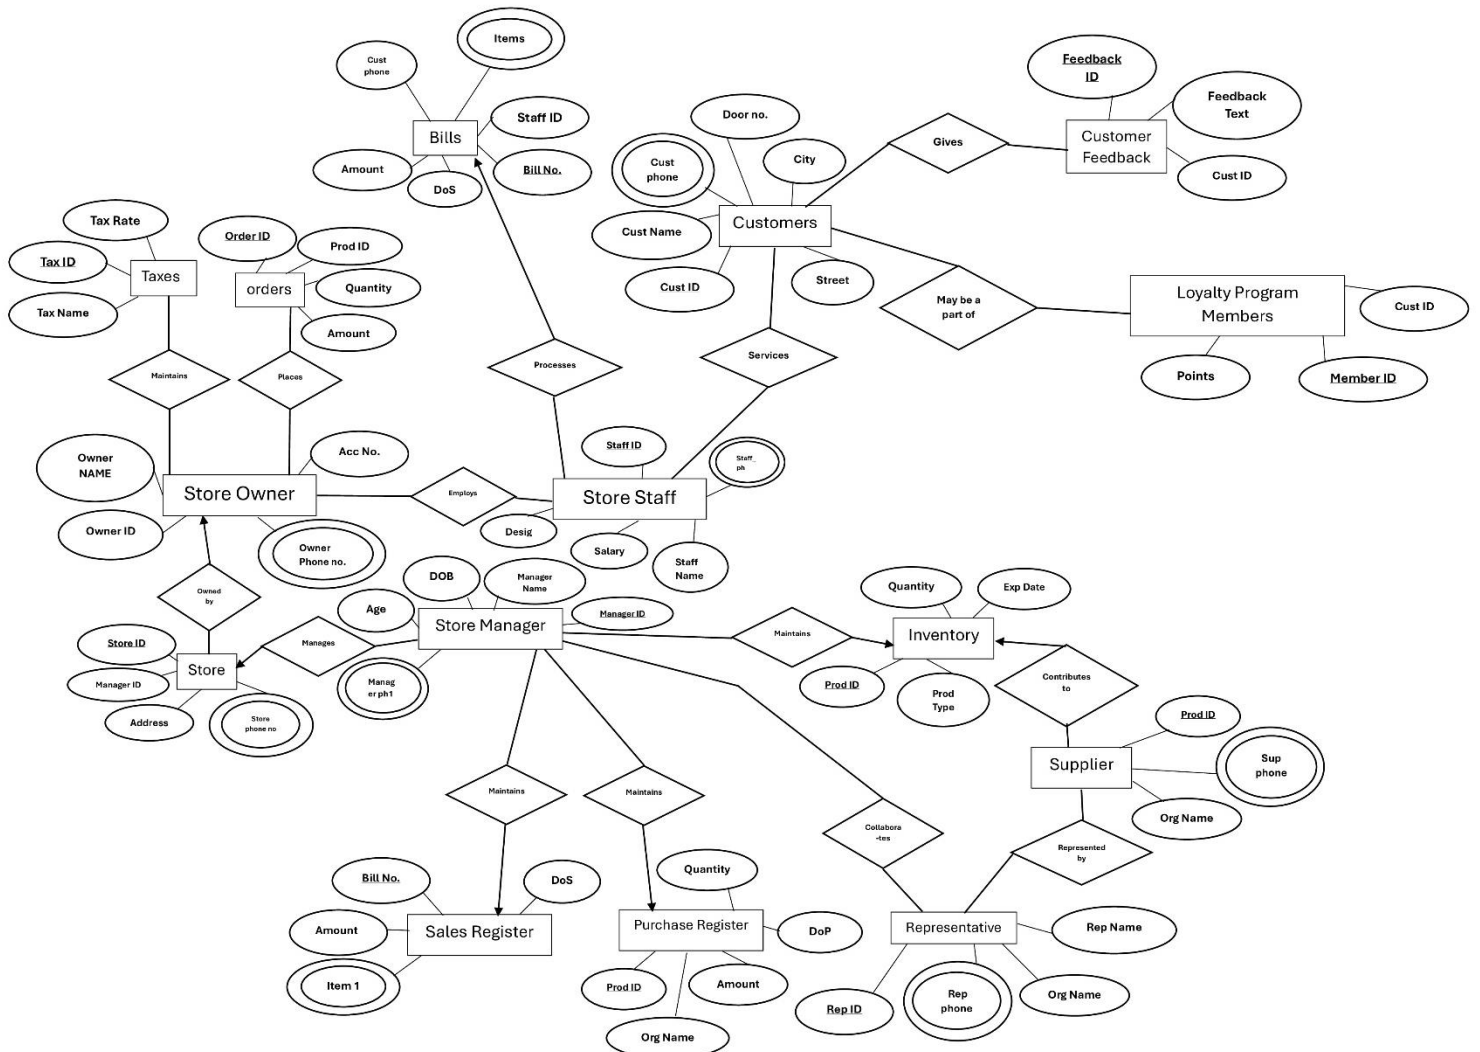 Items
Cust
phone
Staff ID
Bills
Amount
DoS
Bill No.
Feedback
ID
Feedback
Text
Customer
Feedback
Cust ID
Gives
Door no.
City
Cust
phone
Customers
Cust Name
Cust ID
Street
May be a
part of
Loyalty Program
Members
Cust ID
Points
Member ID
Tax Rate
Tax ID
Taxes
Tax Name
Order ID
Prod ID
orders
Quantity
Amount
Maintains
Places
Processes
Services
Owner
NAME
Acc No.
Store Owner
Owner ID
Owner
Phone no.
Employs
Staff ID
Staff_
ph
Store Staff
Desig
Salary
Staff
Name
Owned
by
Store ID
Store
Manager ID
Address
Store
phone no
Manages
Age
DOB
Manager
Name
Manager ID
Store Manager
Manag
er ph1
Maintains
Quantity
Exp Date
Inventory
Prod ID
Prod
Type
Contributes
to
Prod ID
Supplier
Sup
phone
Org Name
Represented
by
Maintains
Maintains
Collabora
-tes
Bill No.
DoS
Amount
Sales Register
Item 1
Quantity
Purchase Register
DoP
Prod ID
Amount
Org Name
Representative
Rep Name
Rep ID
Rep
phone
Org Name